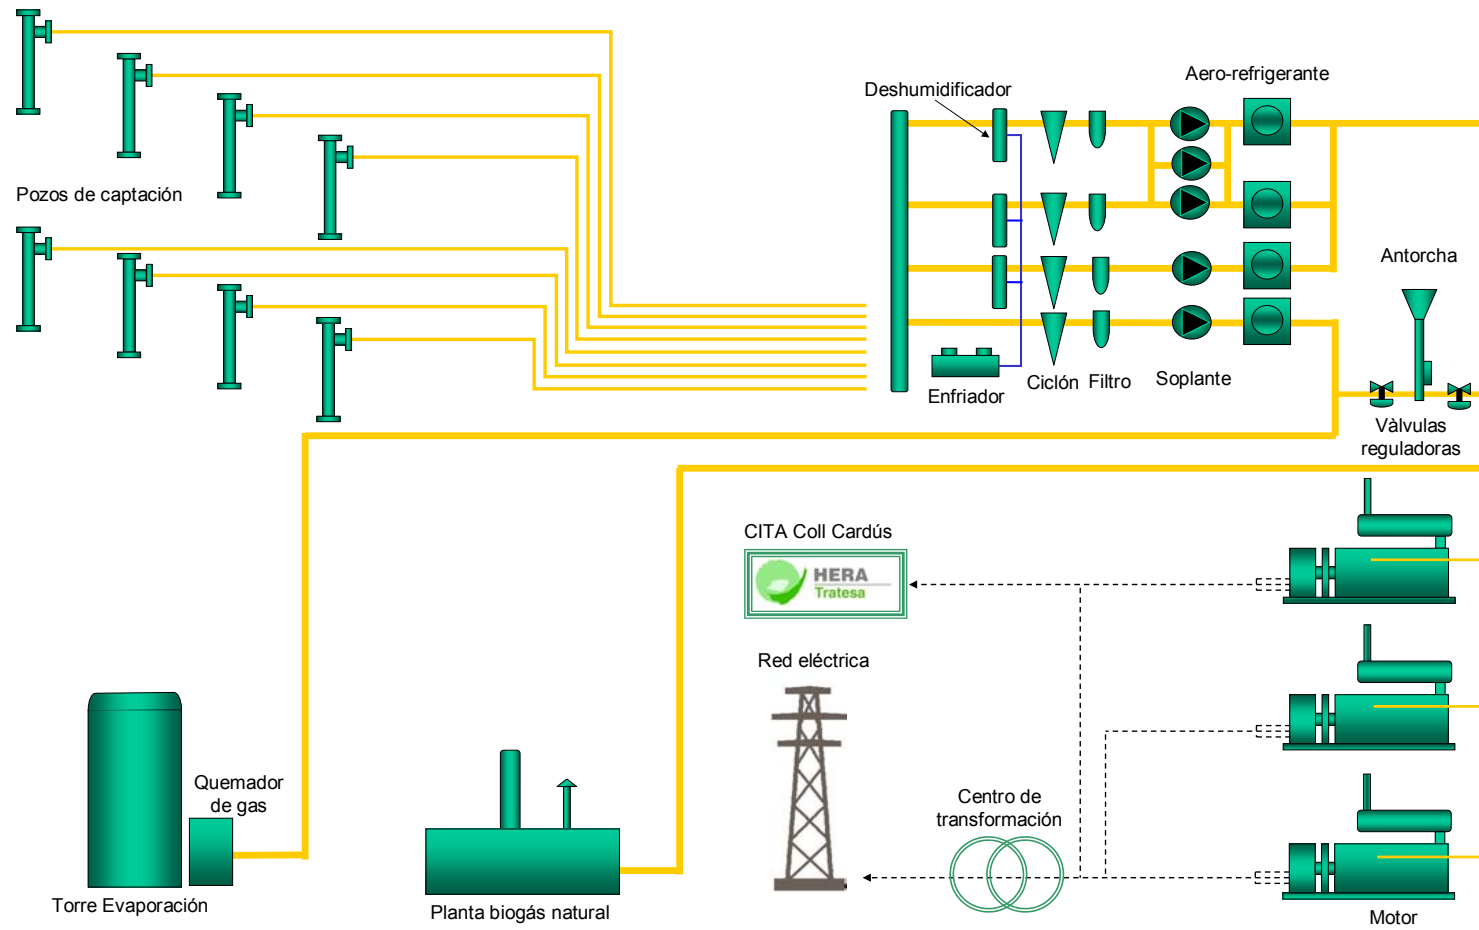 Aero-refrigerante
Deshumidificador
Pozos de captación
Antorcha
Enfriador
Ciclón
Filtro
Soplante
Vàlvulas
reguladoras
CITA Coll Cardús
HERA
Tratesa
Red eléctrica
Quemador
de gas
Centro de
transformación
Torre Evaporación
Planta biogás natural
Motor